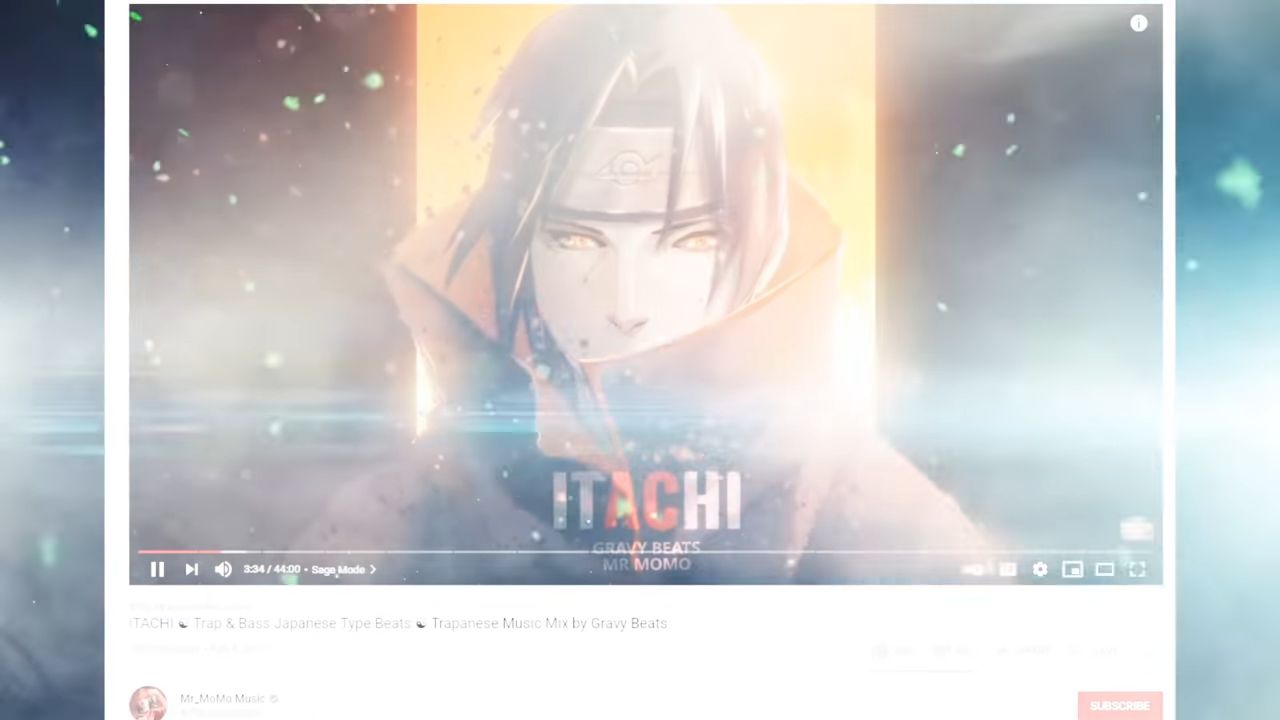 ITACHI
GRAVY BEATS
MR MOMO
3:34 / 44:00 • Sage Mode >
ITACHI ☯ Trap & Bass Japanese Type Beats ☯ Trapanese Music Mix by Gravy Beats
Mr_MoMo Music
SUBSCRIBE